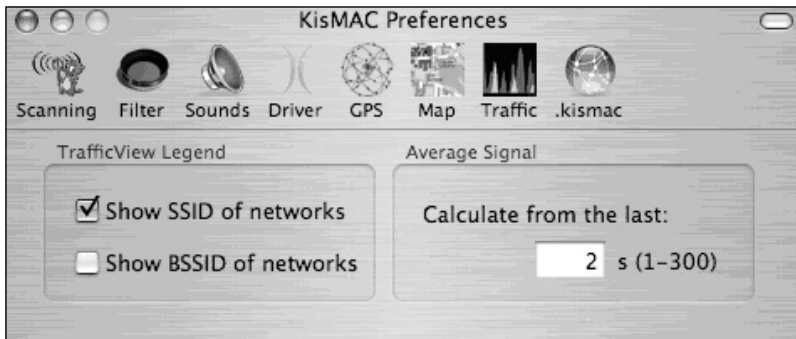 KisMAC Preferences
Scanning Filter Sounds Driver GPS Map Traffic .kismac
TrafficView Legend
Show SSID of networks
Show BSSID of networks
Average Signal
Calculate from the last:
2 s (1-300)